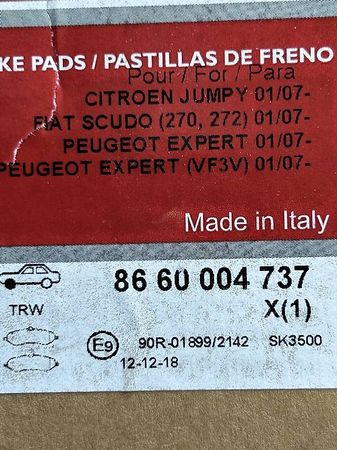 KE PADS / PASTILLAS DE FRENO
Pour / For / Para
CITROEN JUMPY 01/07-
FIAT SCUDO (270, 272) 01/07-
PEUGEOT EXPERT 01/07-
PEUGEOT EXPERT (VF3V) 01/07-
Made in Italy
86 60 004 737
TRW
X(1)
E9
90R-01899/2142 SK3500
12-12-18